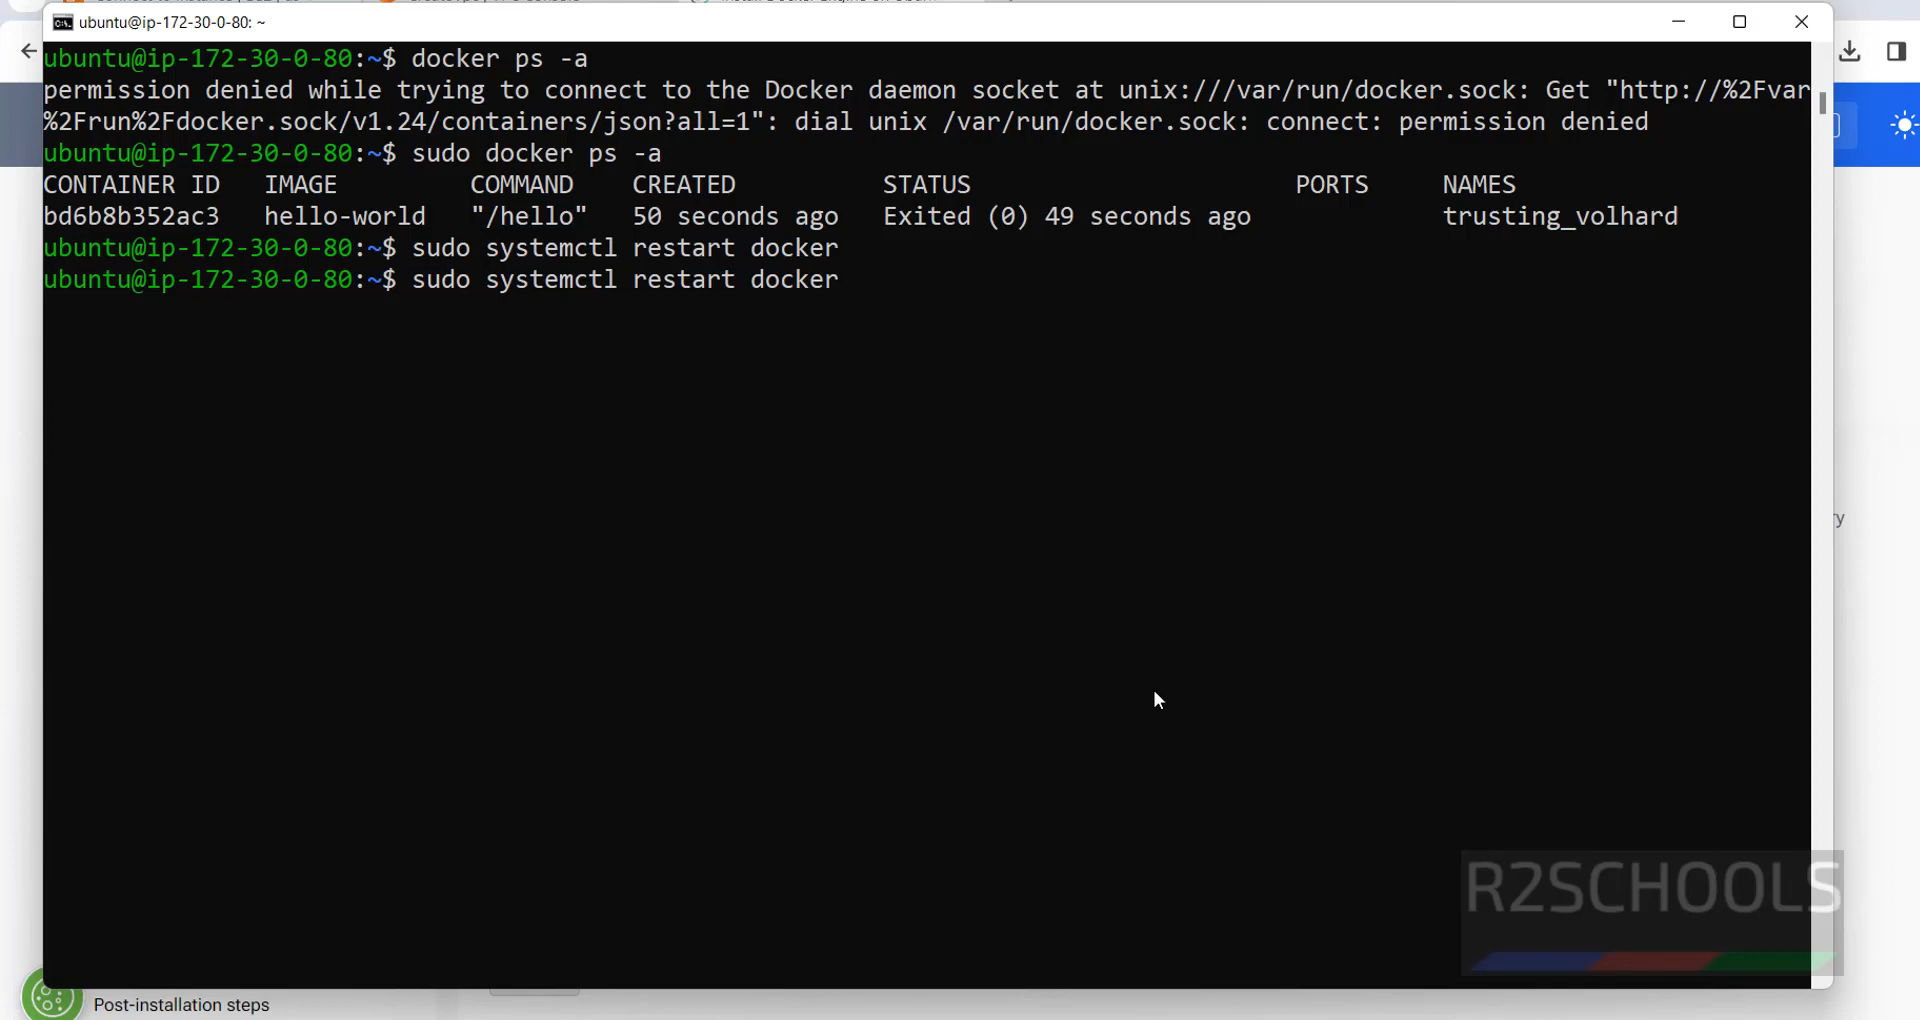 ubuntu@ip-172-30-0-80: ~
ubuntu@ip-172-30-0-80:~$ docker ps -a
permission denied while trying to connect to the Docker daemon socket at unix:///var/run/docker.sock: Get "http://%2Fvar
%2Frun%2Fdocker.sock/v1.24/containers/json?all=1": dial unix /var/run/docker.sock: connect: permission denied
ubuntu@ip-172-30-0-80:~$ sudo docker ps -a
CONTAINER ID IMAGE COMMAND CREATED STATUS PORTS NAMES
bd6b8b352ac3 hello-world "/hello" 50 seconds ago Exited (0) 49 seconds ago trusting_volhard
ubuntu@ip-172-30-0-80:~$ sudo systemctl restart docker
ubuntu@ip-172-30-0-80:~$ sudo systemctl restart docker
R2SCHOOLS
Post-installation steps